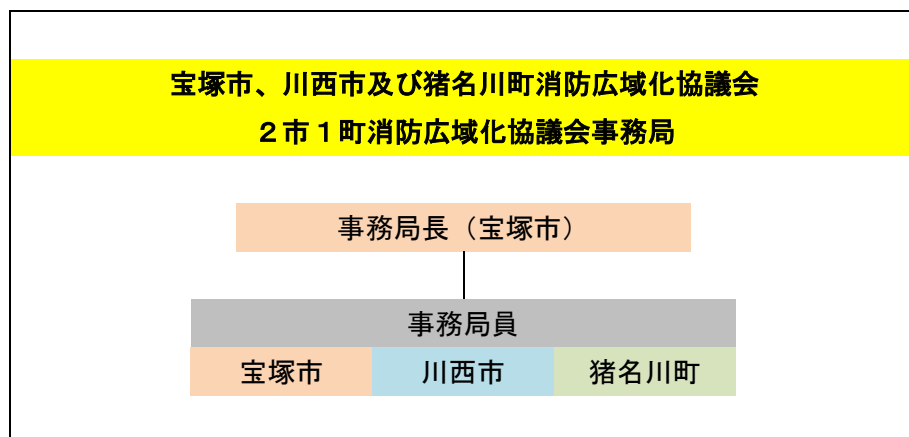 宝塚市、川西市及び猪名川町消防広域化協議会
２市１町消防広域化協議会事務局
事務局長（宝塚市）
事務局員
宝塚市 川西市 猪名川町